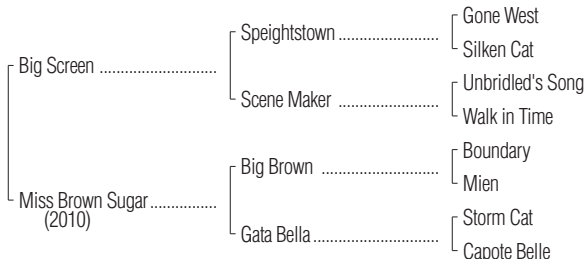 Gone West
Speightstown ....................
Silken Cat
Big Screen ........................
Unbridled's Song
Scene Maker ....................
Walk in Time
Boundary
Big Brown ........................
Mien
Miss Brown Sugar ..............
(2010)
Storm Cat
Gata Bella ........................
Capote Belle